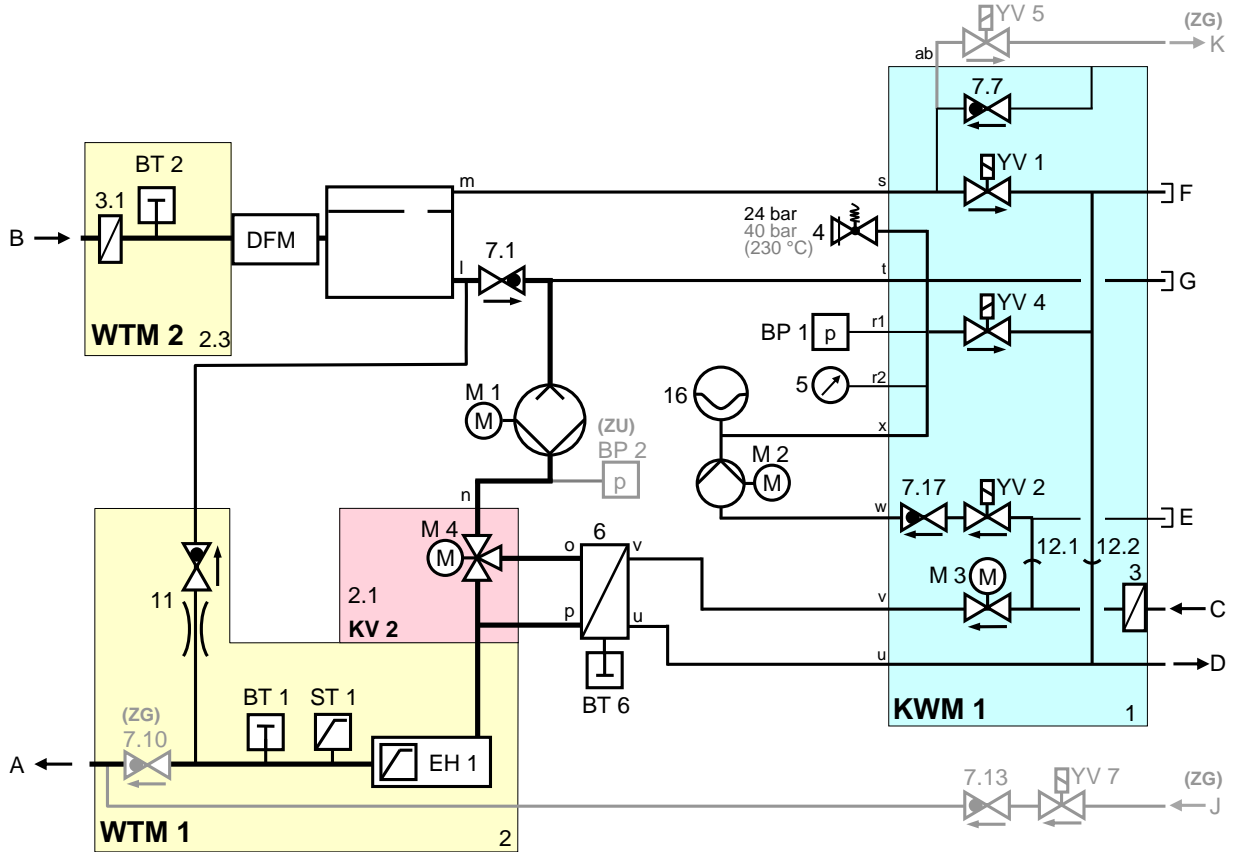 YV 5
(ZG)
K
ab
7.7
BT 2
3.1
m
s
YV 1
F
B
DFM
24 bar
40 bar
(230 °C)
4
7.1
l
t
G
WTM 2
2.3
YV 4
BP 1
p
r1
5
r2
M 1
M
16
x
(ZU)
BP 2
p
M 2
M
n
w
7.17
YV 2
E
M 4
M
o
6
v
12.1
12.2
M 3
M
3
11
2.1
KV 2
p
u
v
C
u
D
BT 6
KWM 1
1
BT 1
ST 1
(ZG)
7.10
A
EH 1
7.13
YV 7
(ZG)
J
WTM 1
2